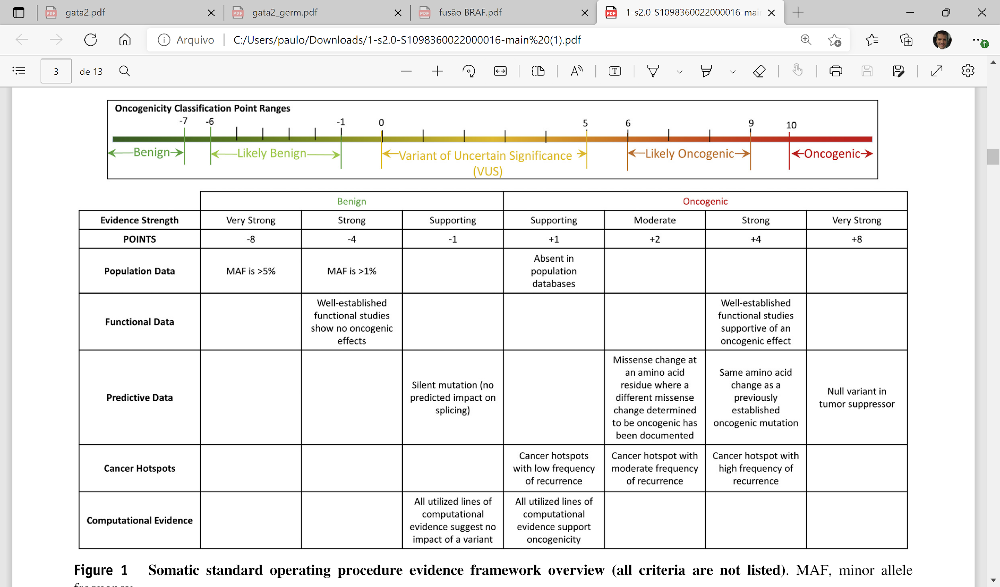 gata2.pdf
gata2_germ.pdf
fusão BRAF.pdf
1-s2.0-S1098360022000016-mai
Arquivo
C:/Users/paulo/Downloads/1-s2.0-S1098360022000016-main%20(1).pdf
3 de 13
Oncogenicity Classification Point Ranges
-7 -6 -1 0 5 6 9 10
Benign Likely Benign Variant of Uncertain Significance Likely Oncogenic Oncogenic
(VUS)
Benign Oncogenic
Evidence Strength Very Strong Strong Supporting Supporting Moderate Strong Very Strong
POINTS -8 -4 -1 +1 +2 +4 +8
Population Data
MAF is >5%
MAF is >1%
Absent in
population
databases
Functional Data
Well-established
functional studies
show no oncogenic
effects
Well-established
functional studies
supportive of an
oncogenic effect
Predictive Data
Silent mutation (no
predicted impact on
splicing)
Missense change at
an amino acid
residue where a
different missense
change determined
to be oncogenic has
been documented
Same amino acid
change as a
previously
established
oncogenic mutation
Null variant in
tumor suppressor
Cancer Hotspots
Cancer hotspots
with low frequency
of recurrence
Cancer hotspot with
moderate frequency
of recurrence
Cancer hotspot with
high frequency of
recurrence
Computational Evidence
All utilized lines of
computational
evidence suggest no
impact of a variant
All utilized lines of
computational
evidence support
oncogenicity
Figure 1 Somatic standard operating procedure evidence framework overview (all criteria are not listed). MAF, minor allele